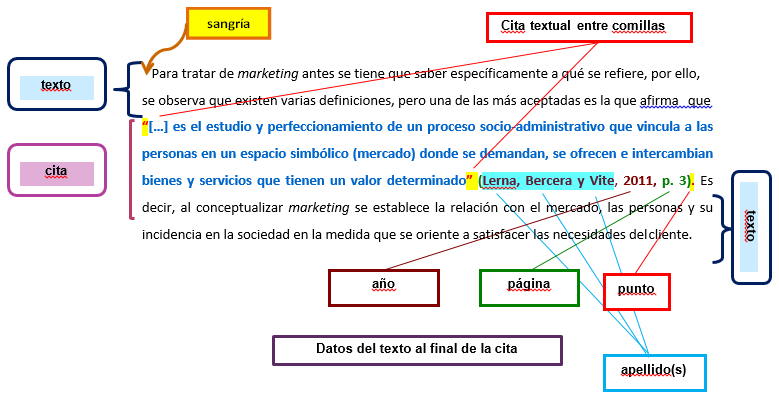 sangría
Cita textual entre comillas
texto
Para tratar de marketing antes se tiene que saber específicamente a qué se refiere, por ello,
se observa que existen varias definiciones, pero una de las más aceptadas es la que afirma que
“[...] es el estudio y perfeccionamiento de un proceso socio-administrativo que vincula a las
cita
personas en un espacio simbólico (mercado) donde se demandan, se ofrecen e intercambian
bienes y servicios que tienen un valor determinado” (Lerna, Bercera y Vite, 2011, p. 3). Es
decir, al conceptualizar marketing se establece la relación con el mercado, las personas y su
incidencia en la sociedad en la medida que se oriente a satisfacer las necesidades del cliente.
texto
año
página
punto
Datos del texto al final de la cita
apellido(s)